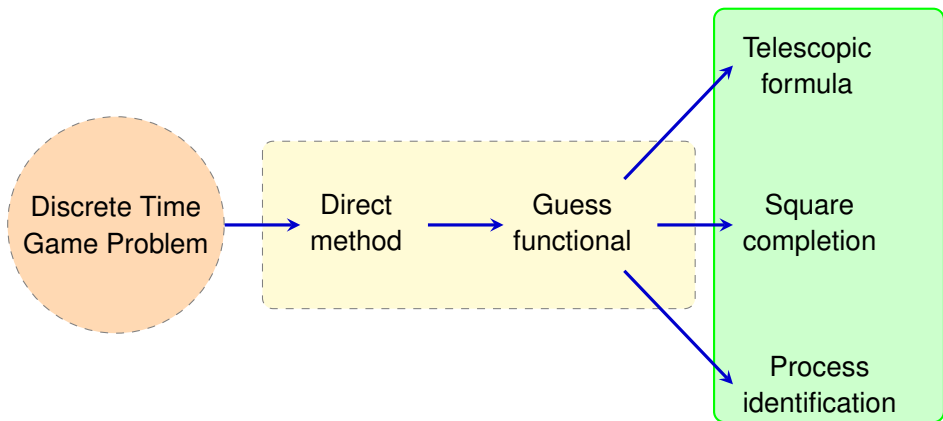 Discrete Time
Game Problem
Direct
method
Guess
functional
Telescopic
formula
Square
completion
Process
identification